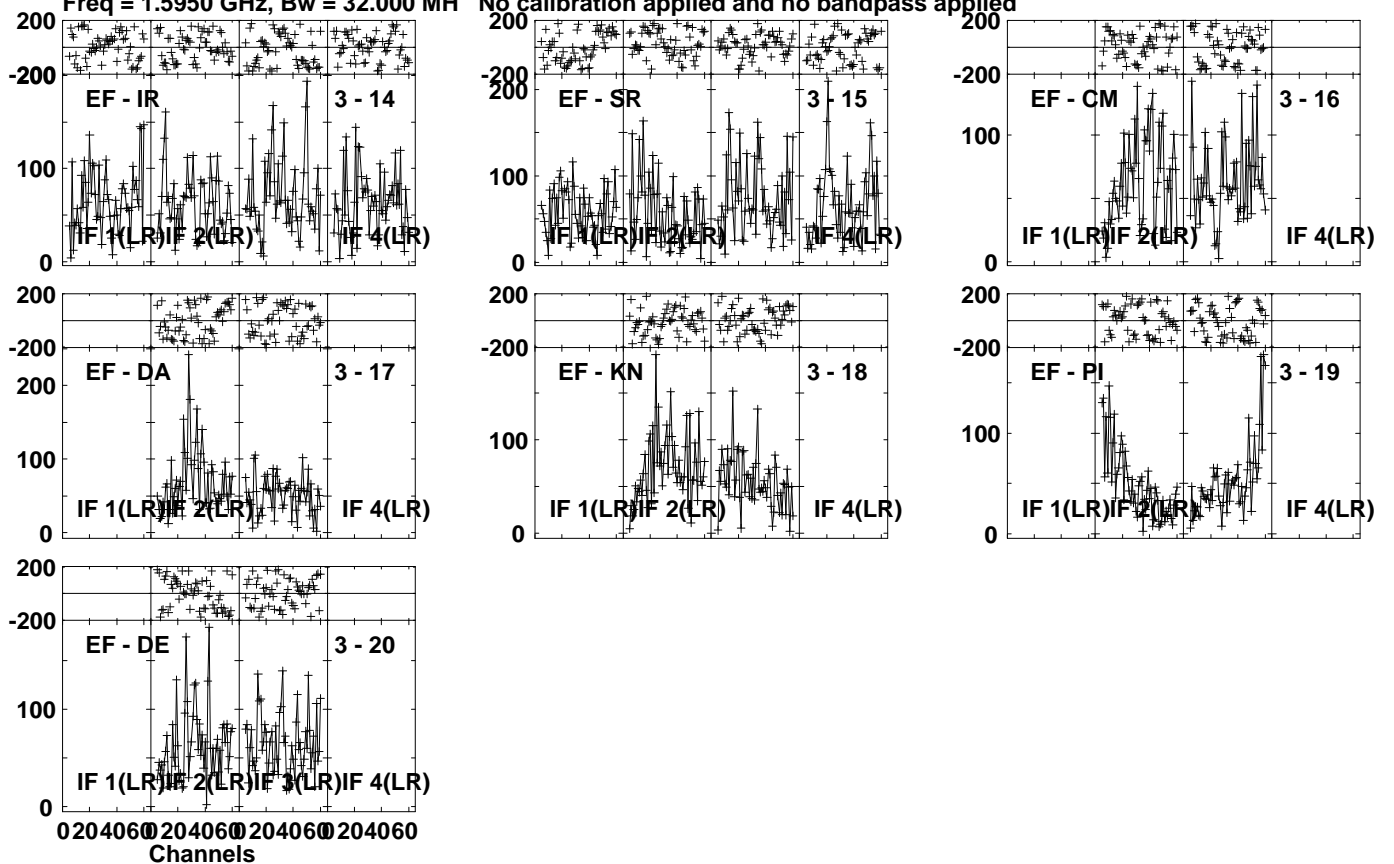 Freq = 1.5950 GHz, Bw = 32.000 MH No calibration applied and no bandpass applied
200
-200
EF - IR
3 - 14
100
0
IF 1(LR)
IF 2(LR)
IF 4(LR)
-200
200
EF - SR
3 - 15
100
0
IF 1(LR)
IF 2(LR)
IF 4(LR)
200
-200
EF - CM
3 - 16
100
0
IF 1(LR)
IF 2(LR)
IF 4(LR)
200
-200
EF - DA
3 - 17
200
100
0
IF 1(LR)
IF 2(LR)
IF 4(LR)
200
-200
EF - KN
3 - 18
100
0
IF 1(LR)
IF 2(LR)
IF 4(LR)
200
-200
EF - PI
3 - 19
100
0
IF 1(LR)
IF 2(LR)
IF 4(LR)
200
-200
EF - DE
3 - 20
100
0
IF 1(LR)
IF 2(LR)
IF 3(LR)
IF 4(LR)
0 20 40 60 0 20 40 60 0 20 40 60 0 20 40 60
Channels